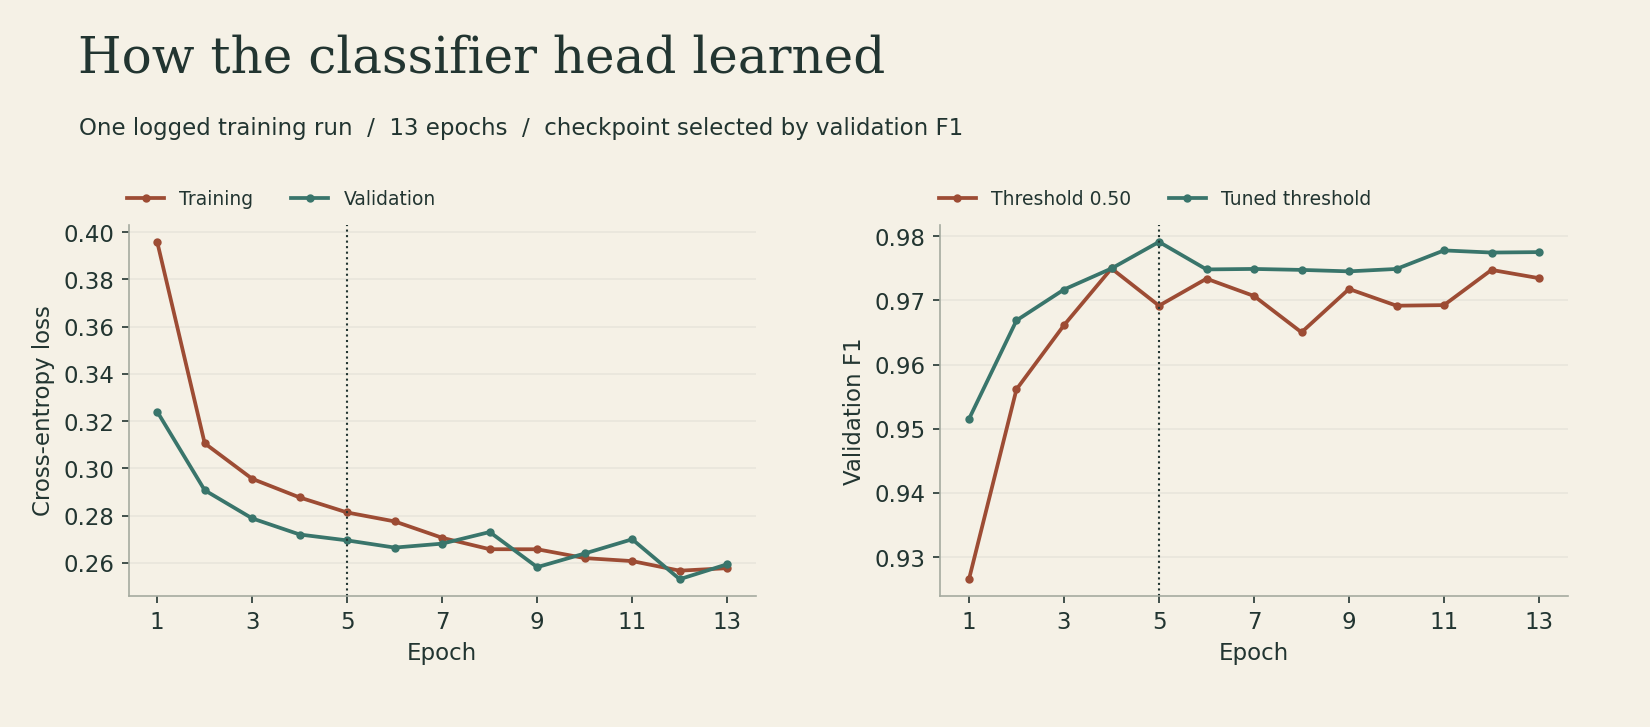 How the classifier head learned
One logged training run / 13 epochs / checkpoint selected by validation F1
Training Validation
0.40
0.38
0.36
0.34
0.32
0.30
0.28
0.26
Cross-entropy loss
1 3 5 7 9 11 13
Epoch
Threshold 0.50 Tuned threshold
0.98
0.97
0.96
0.95
0.94
0.93
Validation F1
1 3 5 7 9 11 13
Epoch